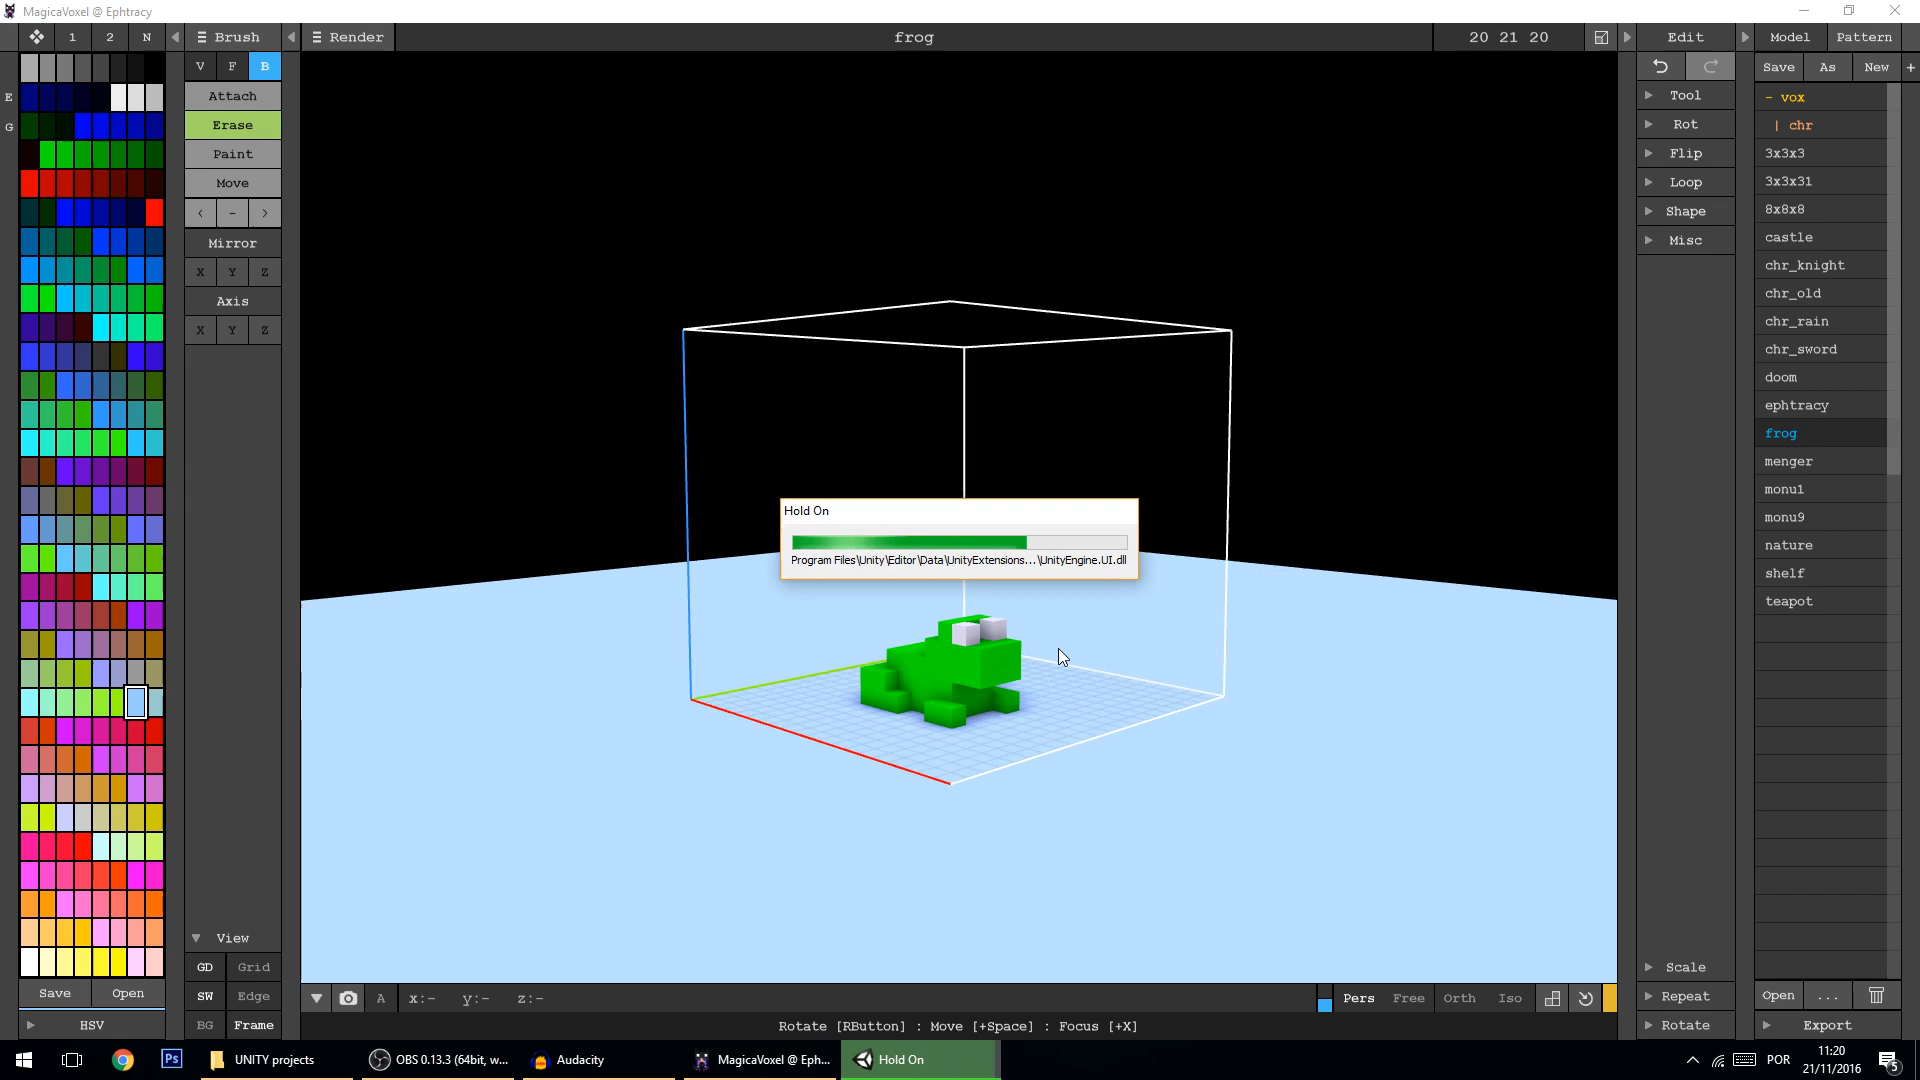 MagicaVoxel @ Ephtracy
1 2 N
Brush
Render
frog
20 21 20
Edit
Model Pattern
V F B
Save As New +
E
G
Attach
Erase
Paint
Move
< - >
Mirror
X Y Z
Axis
X Y Z
Tool
Rot
Flip
Loop
Shape
Misc
- vox
| chr
3x3x3
3x3x31
8x8x8
castle
chr_knight
chr_old
chr_rain
chr_sword
doom
ephtracy
frog
menger
monu1
monu9
nature
shelf
teapot
Hold On
Program Files\Unity\Editor\Data\UnityExtensions...\UnityEngine.UI.dll
View
GD Grid
SW Edge
BG Frame
Save Open
HSV
A x:- y:- z:-
Pers Free Orth Iso
Rotate [RButton] : Move [+Space] : Focus [+X]
Scale
Repeat
Rotate
Open ...
Export
Ps
UNITY projects
OBS 0.13.3 (64bit, w...
Audacity
MagicaVoxel @ Eph...
Hold On
POR
11:20
21/11/2016
5